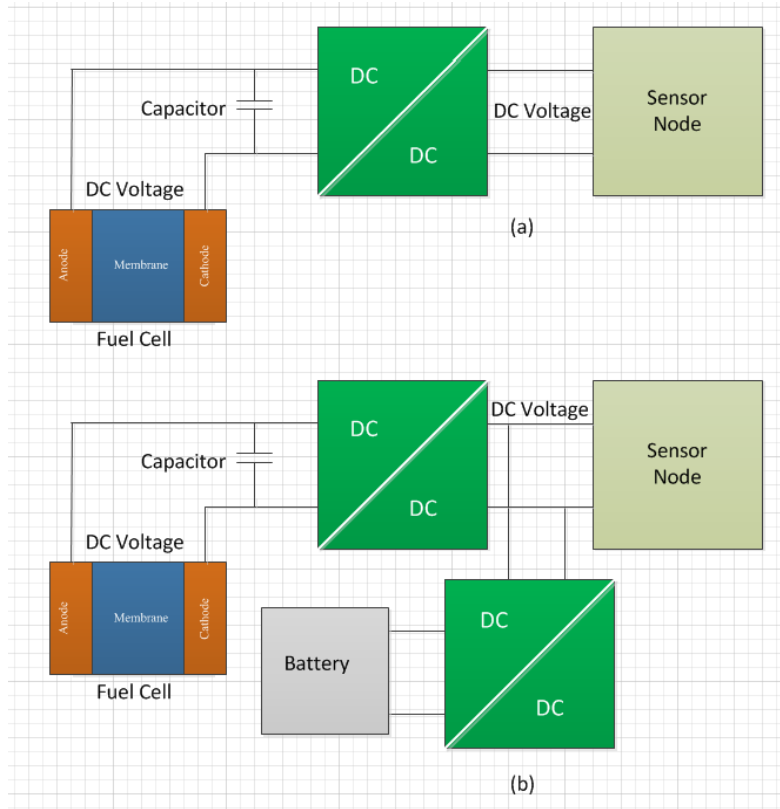 DC
Capacitor
DC
DC Voltage
Sensor
Node
DC Voltage
Anode
Membrane
Cathode
Fuel Cell
(a)
DC
Capacitor
DC
DC Voltage
Sensor
Node
DC Voltage
Anode
Membrane
Cathode
Fuel Cell
Battery
DC
DC
(b)